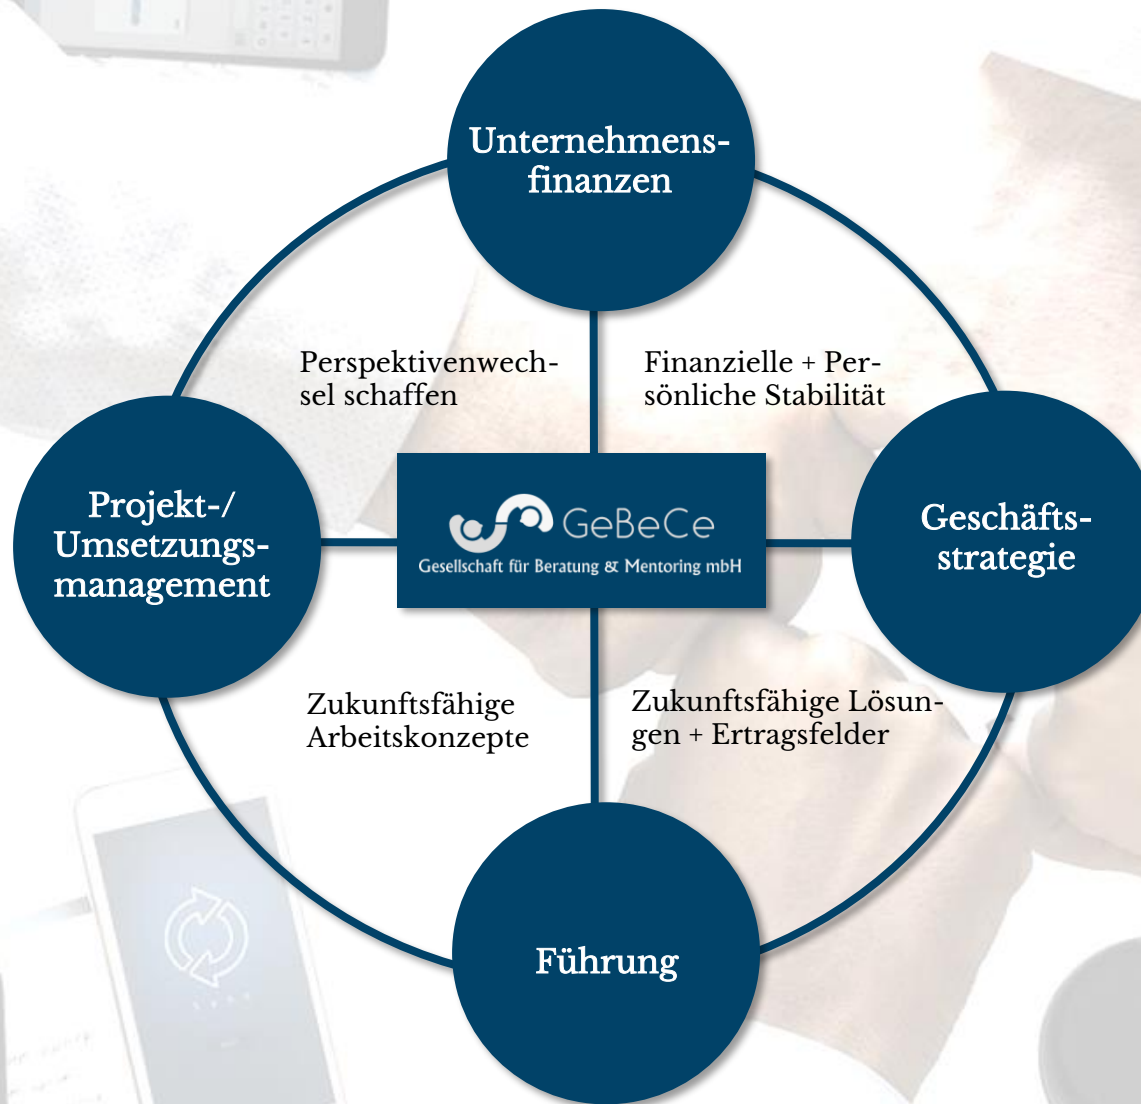 Unternehmens-
finanzen
Perspektivenwech-
sel schaffen
Finanzielle + Per-
sönliche Stabilität
Projekt-/
Umsetzungs-
management
GeBeCe
Gesellschaft für Beratung & Mentoring mbH
Geschäfts-
strategie
Zukunftsfähige
Arbeitskonzepte
Zukunftsfähige Lösun-
gen + Ertragsfelder
Führung